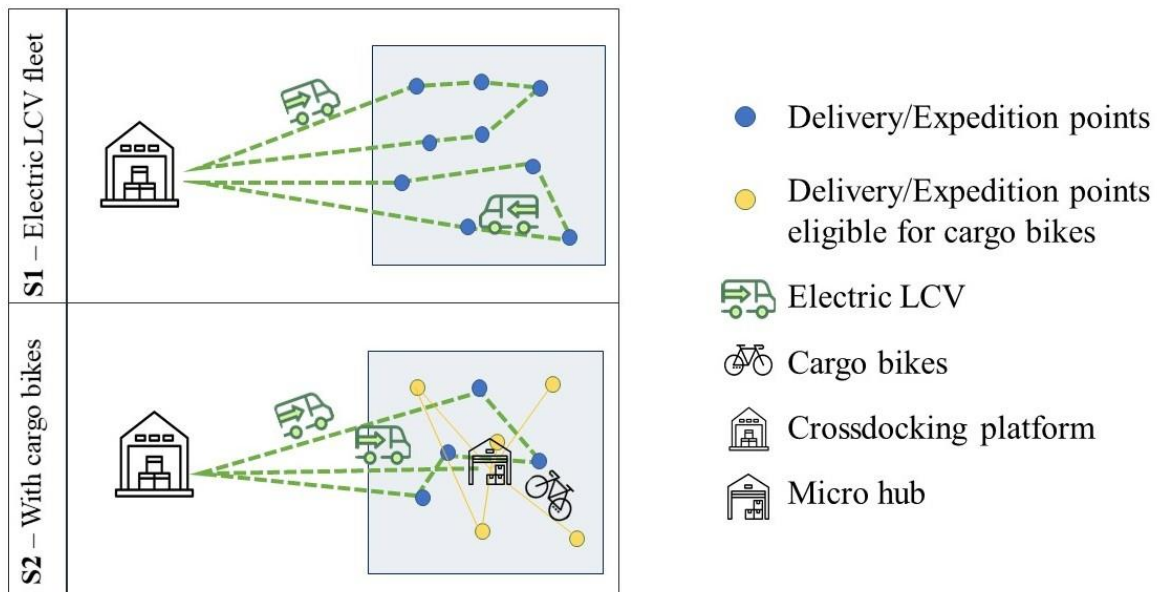 S1 – Electric LCV fleet
S2 – With cargo bikes
Delivery/Expedition points
Delivery/Expedition points
eligible for cargo bikes
Electric LCV
Cargo bikes
Crossdocking platform
Micro hub